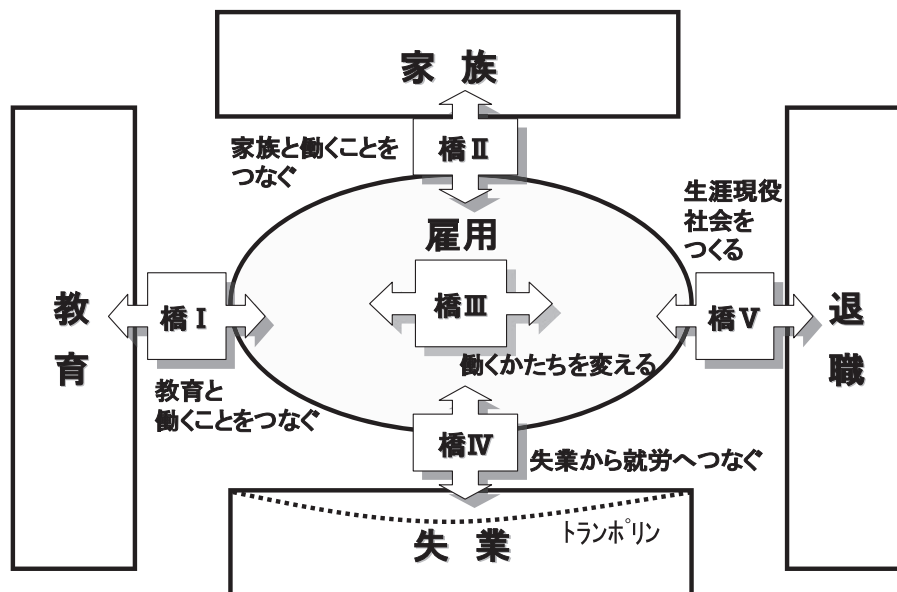 家族
橋Ⅱ
家族と働くことを
つなぐ
生涯現役
社会を
つくる
雇用
教育
橋Ⅰ
橋Ⅲ
橋Ⅴ
退職
働くかたちを変える
教育と
働くことをつなぐ
橋Ⅳ
失業から就労へつなぐ
失業
トランポリン